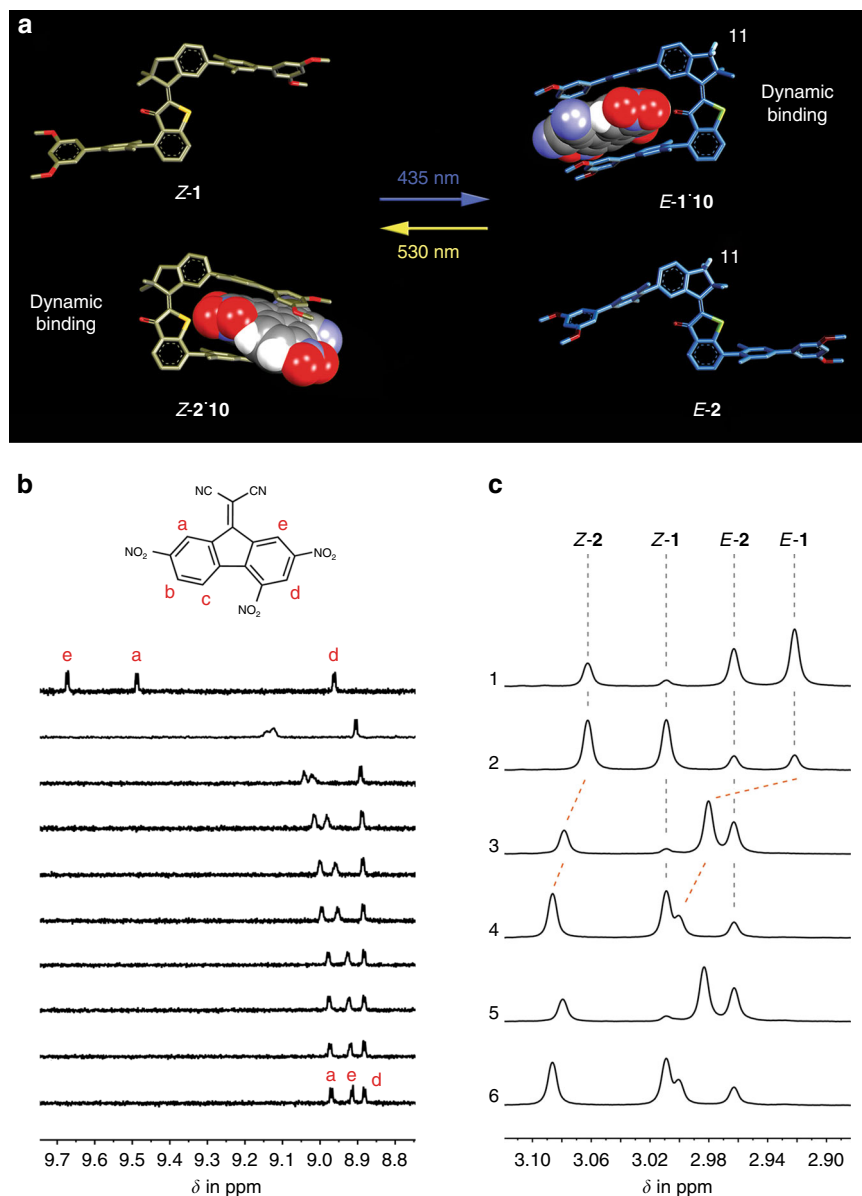 a
11
Dynamic
binding
Z-1
435 nm
530 nm
E-1·10
Dynamic
binding
11
Z-2·10
E-2
b
NC CN
a e
NO₂ NO₂
b c d
NO₂
e a d
a e d
9.7 9.6 9.5 9.4 9.3 9.2 9.1 9.0 8.9 8.8
δ in ppm
c
Z-2 Z-1 E-2 E-1
1
2
3
4
5
6
3.10 3.06 3.02 2.98 2.94 2.90
δ in ppm